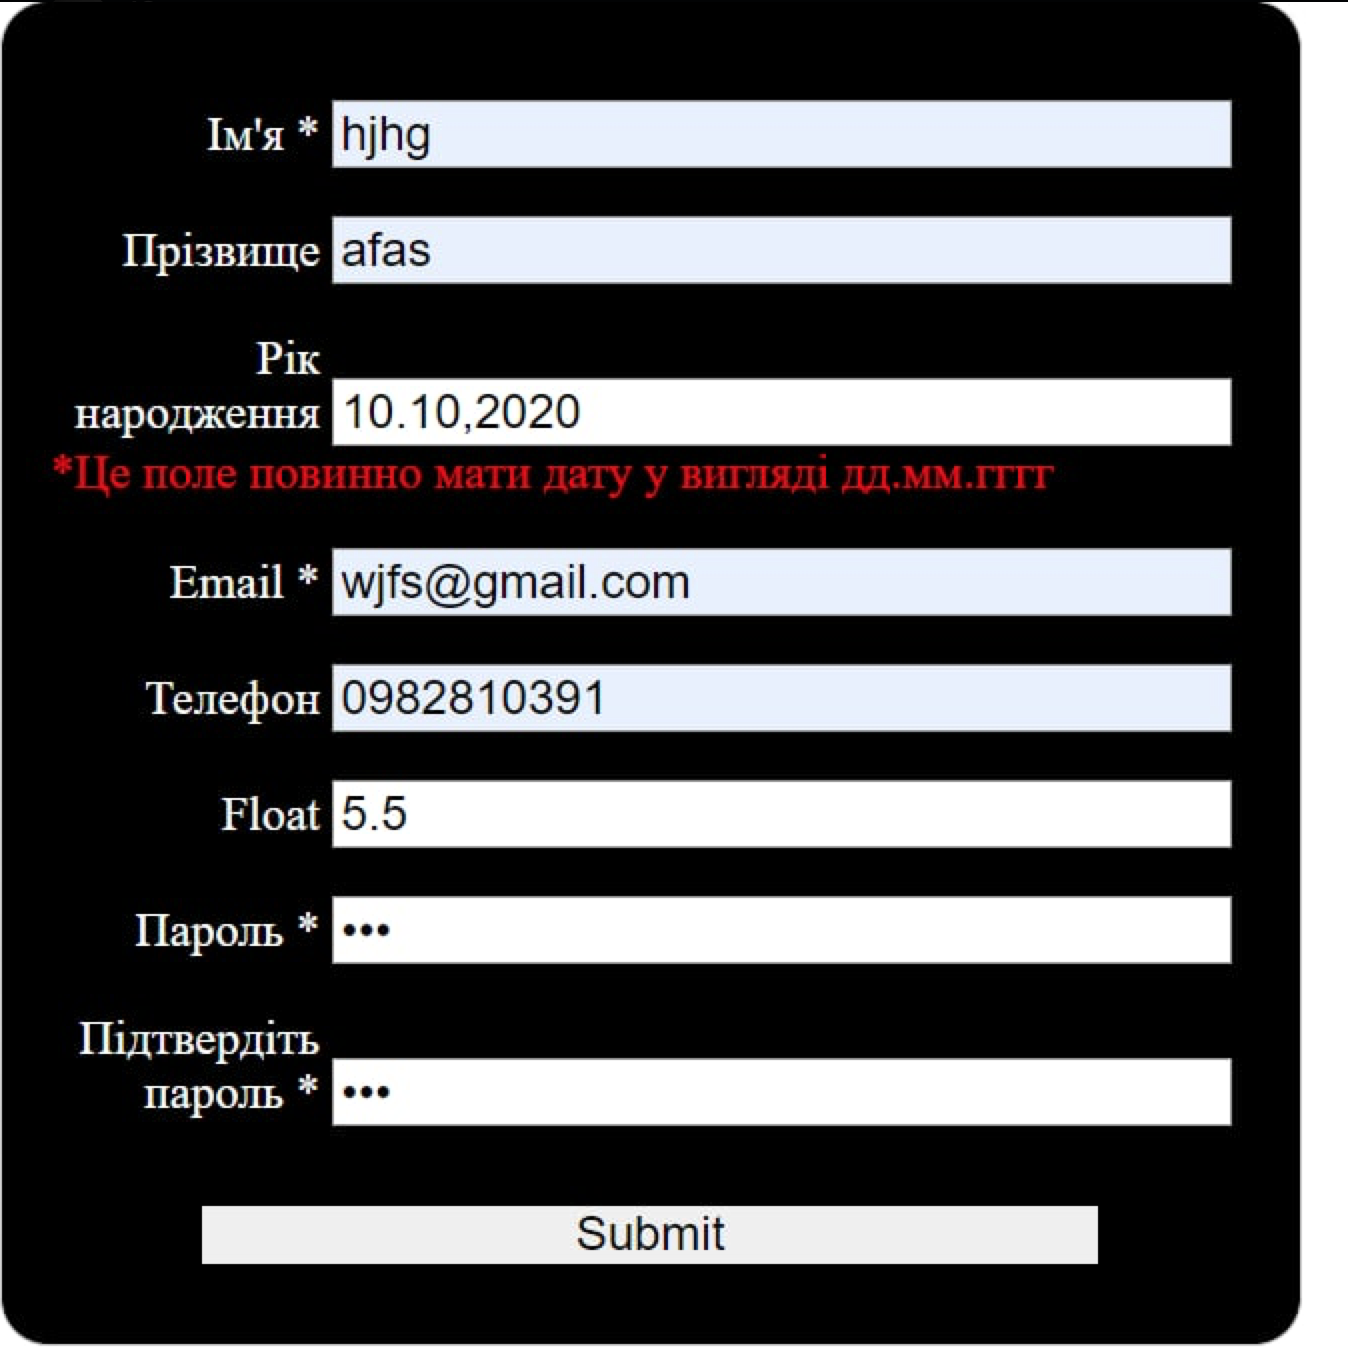 Ім'я * hjhg
Прізвище afas
Рік
народження 10.10,2020
*Це поле повинно мати дату у вигляді дд.мм.гггг
Email * wjfs@gmail.com
Телефон 0982810391
Float 5.5
Пароль * •••
Підтвердіть
пароль * •••
Submit